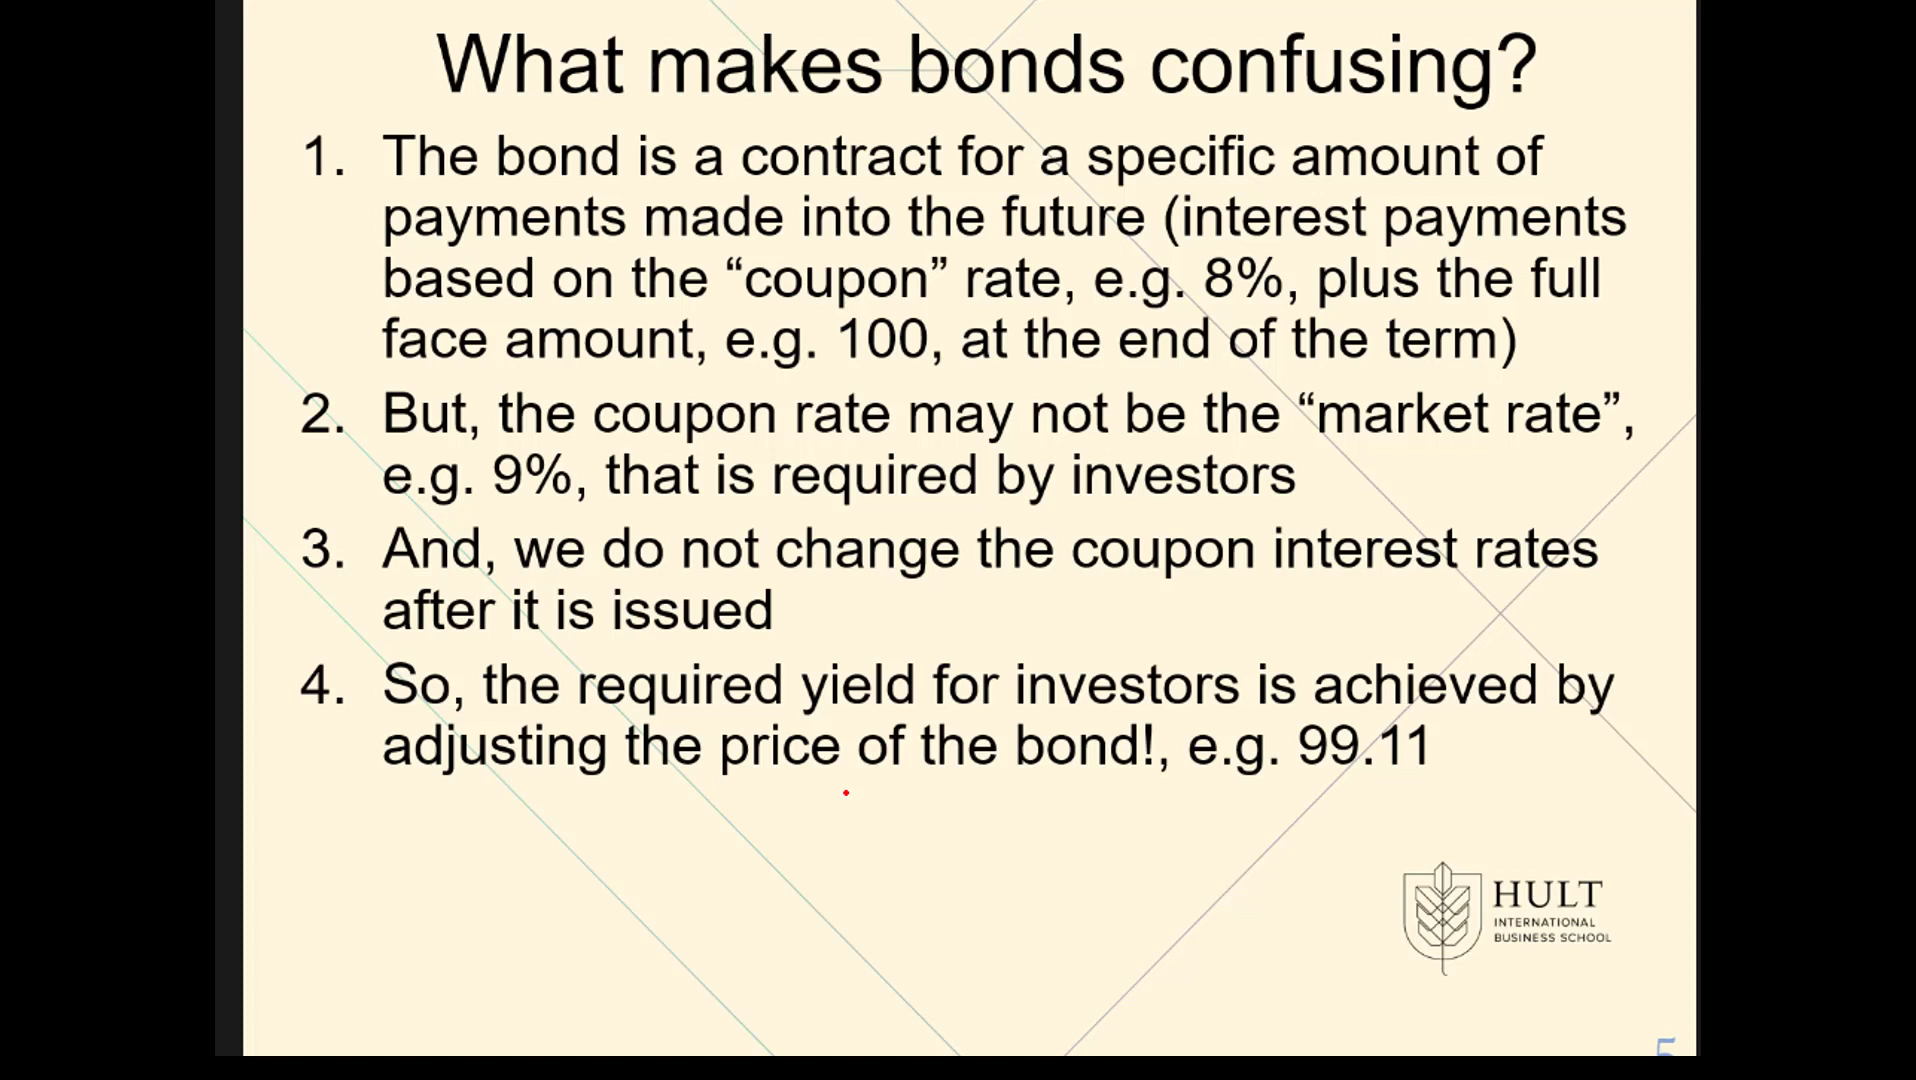 What makes bonds confusing?
1. The bond is a contract for a specific amount of
payments made into the future (interest payments
based on the “coupon” rate, e.g. 8%, plus the full
face amount, e.g. 100, at the end of the term)
2. But, the coupon rate may not be the “market rate”,
e.g. 9%, that is required by investors
3. And, we do not change the coupon interest rates
after it is issued
4. So, the required yield for investors is achieved by
adjusting the price of the bond!, e.g. 99.11
HULT
INTERNATIONAL
BUSINESS SCHOOL
5